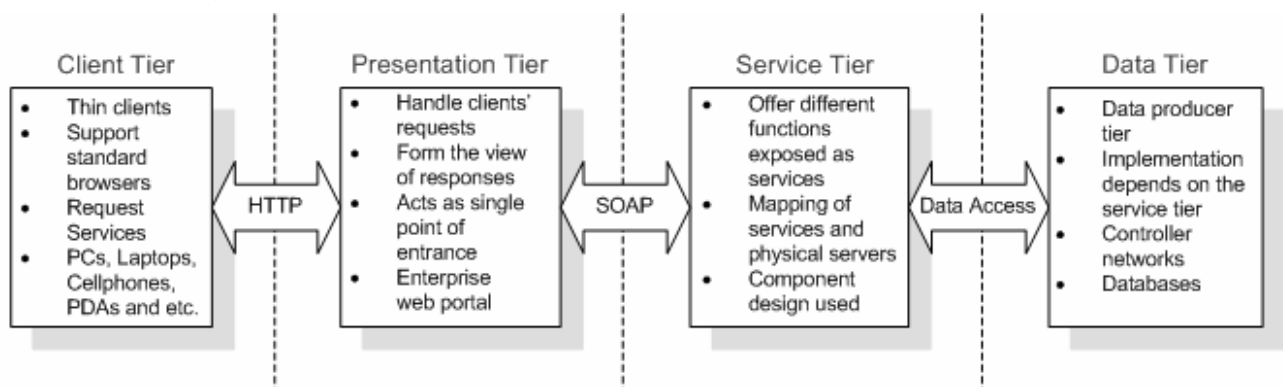 Client Tier
• Thin clients
• Support
standard
browsers
• Request
Services
• PCs, Laptops,
Cellphones,
PDAs and etc.
HTTP
Presentation Tier
• Handle clients'
requests
• Form the view
of responses
• Acts as single
point of
entrance
• Enterprise
web portal
SOAP
Service Tier
• Offer different
functions
exposed as
services
• Mapping of
services and
physical servers
• Component
design used
Data Access
Data Tier
• Data producer
tier
• Implementation
depends on the
service tier
• Controller
networks
• Databases